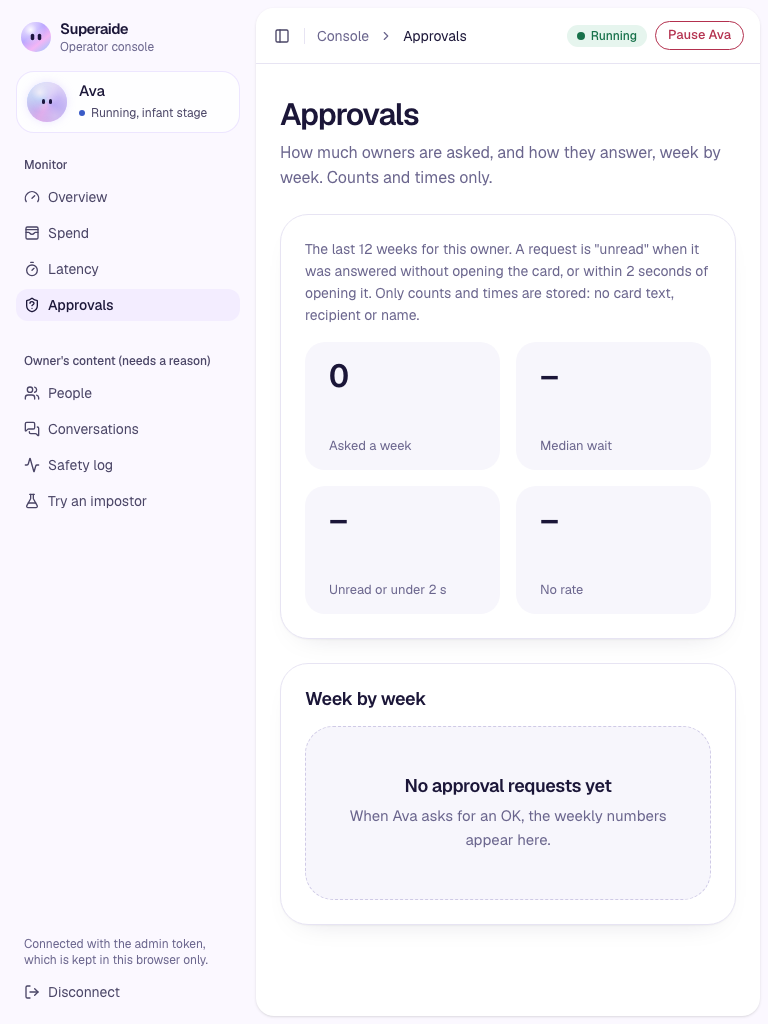 Superaide
Operator console
Ava
Running, infant stage
Monitor
Overview
Spend
Latency
Approvals
Owner's content (needs a reason)
People
Conversations
Safety log
Try an impostor
Connected with the admin token,
which is kept in this browser only.
Disconnect
Console
Approvals
Running
Pause Ava
Approvals
How much owners are asked, and how they answer, week by
week. Counts and times only.
The last 12 weeks for this owner. A request is "unread" when it
was answered without opening the card, or within 2 seconds of
opening it. Only counts and times are stored: no card text,
recipient or name.
0
Asked a week
–
Median wait
–
Unread or under 2 s
–
No rate
Week by week
No approval requests yet
When Ava asks for an OK, the weekly numbers
appear here.